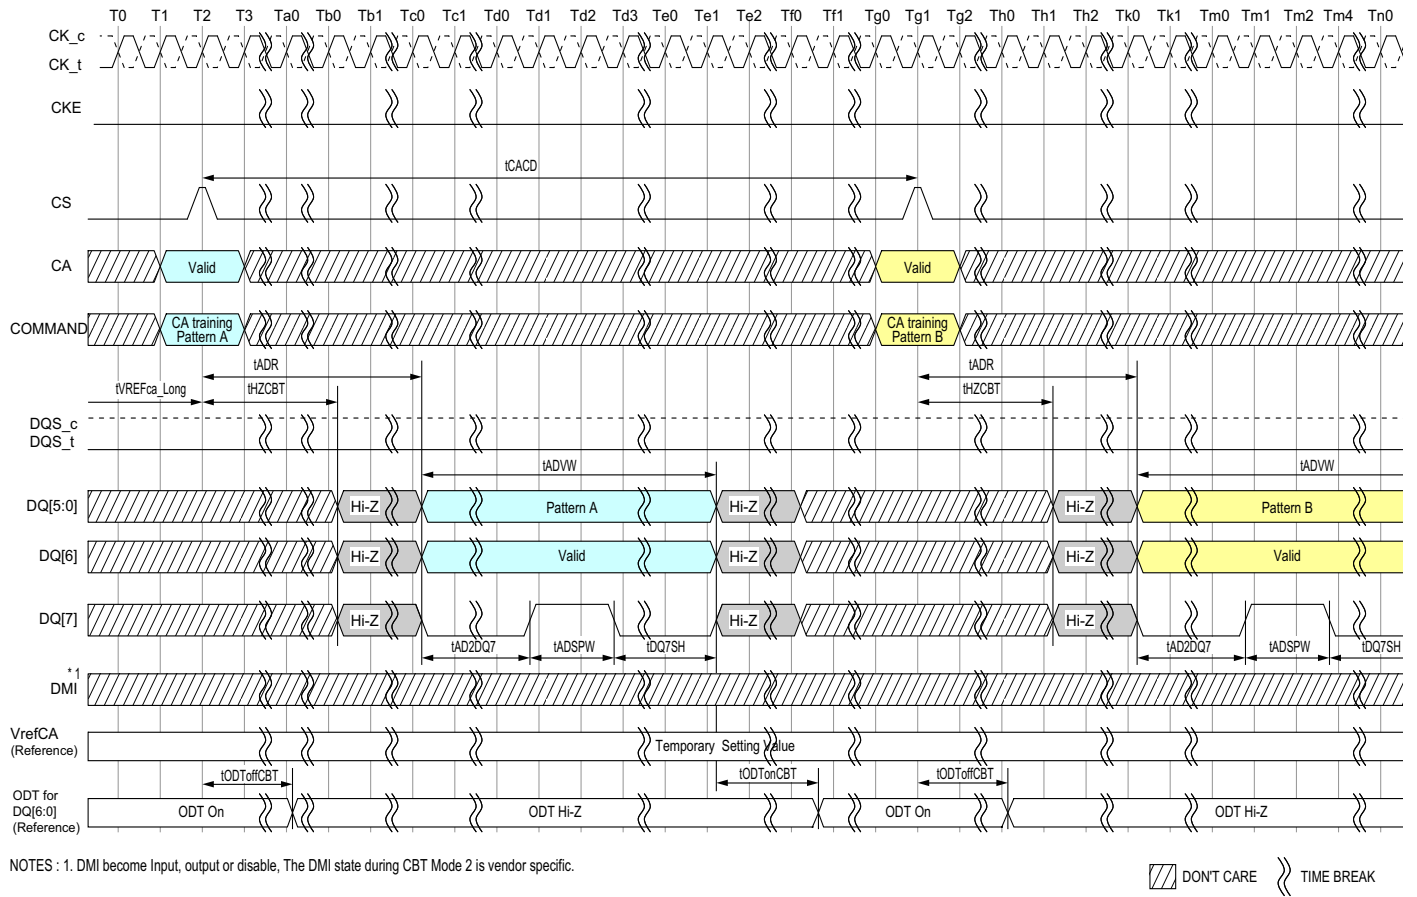 T0 T1 T2 T3 Ta0 Tb0 Tb1 Tc0 Tc1 Td0 Td1 Td2 Td3 Te0 Te1 Te2 Tf0 Tf1 Tg0 Tg1 Tg2 Th0 Th1 Th2 Tk0 Tk1 Tm0 Tm1 Tm2 Tm4 Tn0
CK_c
CK_t
CKE
tCACD
CS
CA Valid Valid
COMMAND CA training Pattern A CA training Pattern B
tADR tADR
tVREFca_Long tHZCBT tHZCBT
DQS_c
DQS_t
tADVW tADVW
DQ[5:0] Hi-Z Pattern A Hi-Z Hi-Z Pattern B
DQ[6] Hi-Z Valid Hi-Z Hi-Z Valid
DQ[7] Hi-Z Hi-Z Hi-Z
tAD2DQ7 tADSPW tDQ7SH tAD2DQ7 tADSPW tDQ7SH
*1
DMI
VrefCA
(Reference) Temporary Setting Value
tODToffCBT tODTonCBT tODToffCBT
ODT for
DQ[6:0] ODT On ODT Hi-Z ODT On ODT Hi-Z
(Reference)
NOTES : 1. DMI become Input, output or disable, The DMI state during CBT Mode 2 is vendor specific.
DON'T CARE TIME BREAK